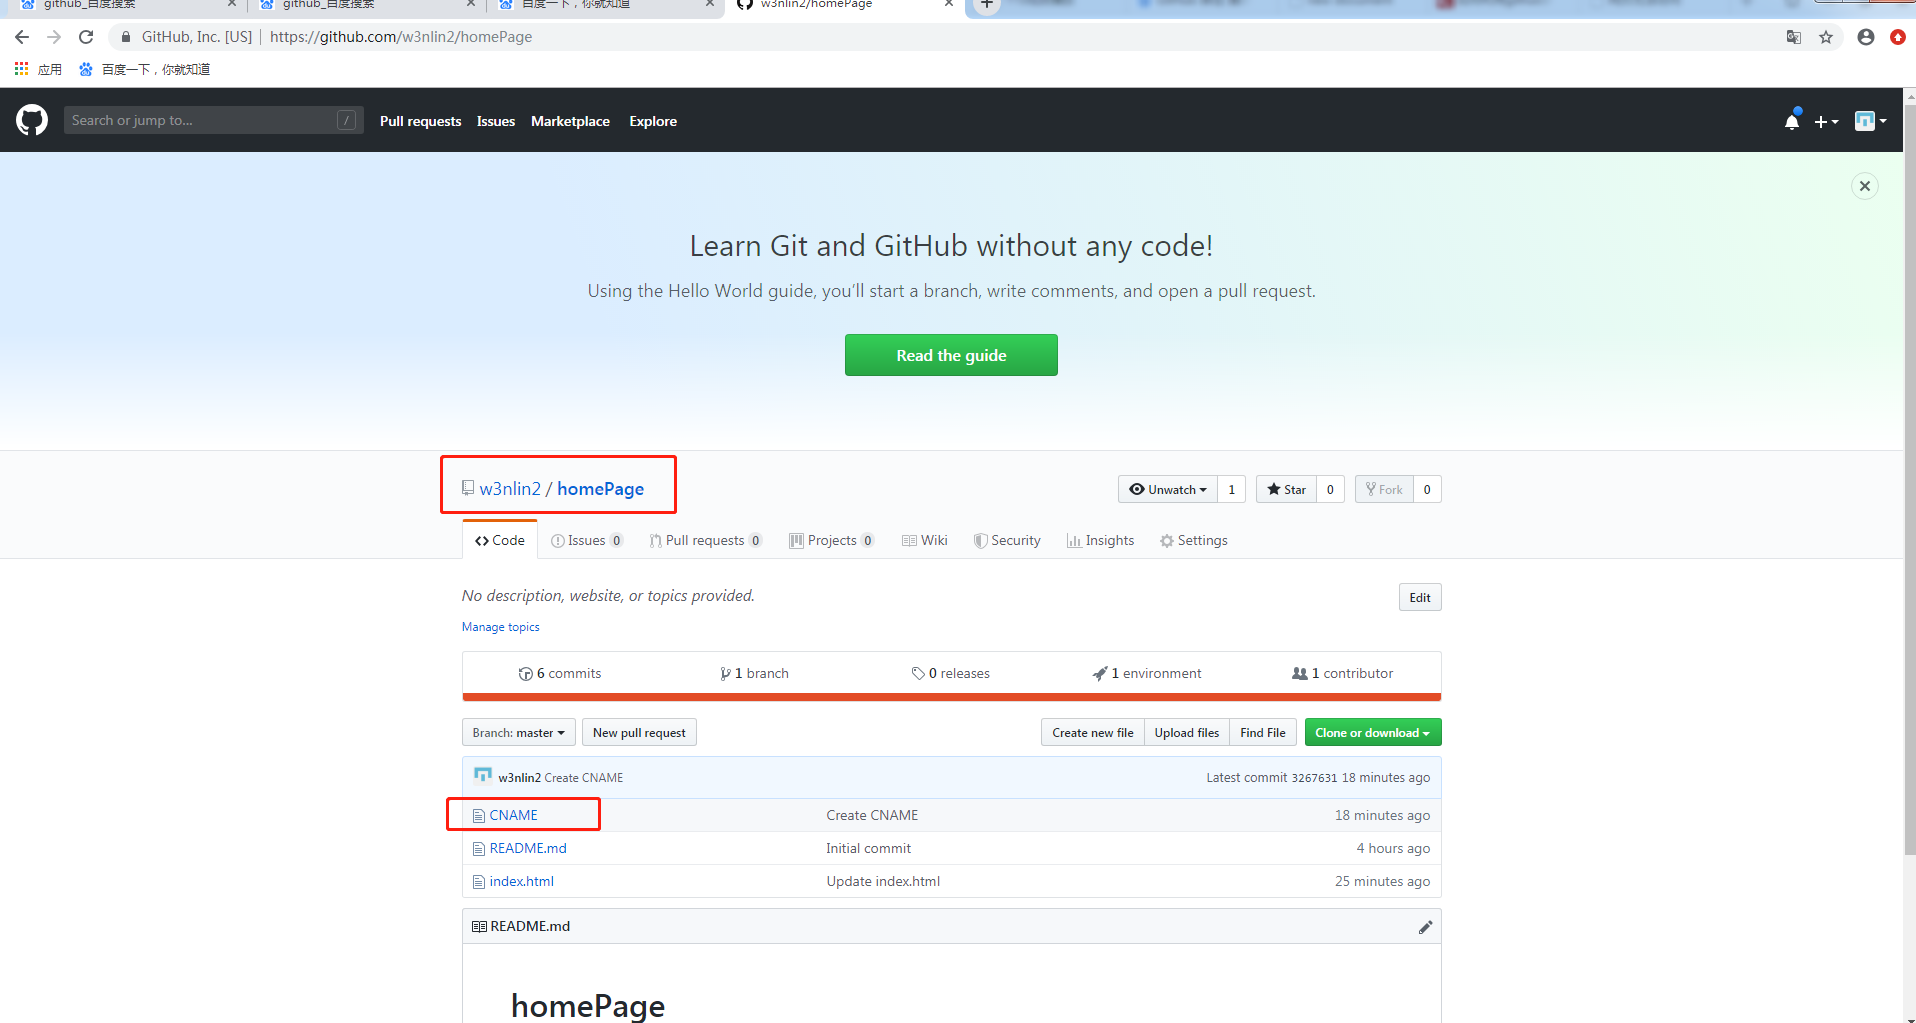 github_百度搜索
github_百度搜索
百度一下，你就知道
w3nlin2/homePage
GitHub, Inc. [US] | https://github.com/w3nlin2/homePage
应用 百度一下，你就知道
Search or jump to... /
Pull requests Issues Marketplace Explore
Learn Git and GitHub without any code!
Using the Hello World guide, you’ll start a branch, write comments, and open a pull request.
Read the guide
w3nlin2 / homePage
Unwatch 1 Star 0 Fork 0
Code Issues 0 Pull requests 0 Projects 0 Wiki Security Insights Settings
No description, website, or topics provided.
Edit
Manage topics
6 commits 1 branch 0 releases 1 environment 1 contributor
Branch: master New pull request Create new file Upload files Find File Clone or download
w3nlin2 Create CNAME Latest commit 3267631 18 minutes ago
CNAME Create CNAME 18 minutes ago
README.md Initial commit 4 hours ago
index.html Update index.html 25 minutes ago
README.md
homePage